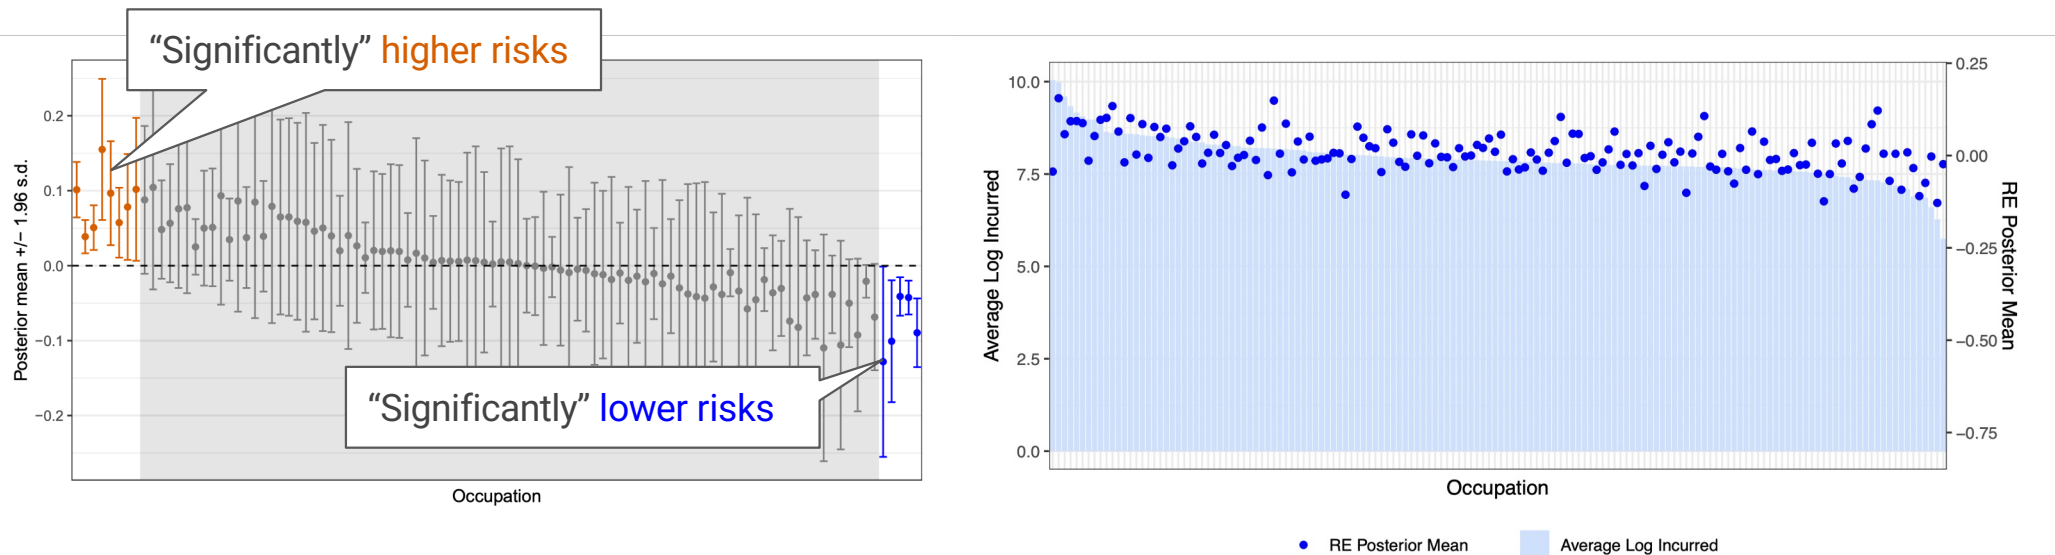 “Significantly” higher risks
0.2
0.1
0.0
−0.1
−0.2
Posterior mean +/− 1.96 s.d.
“Significantly” lower risks
Occupation
10.0
7.5
5.0
2.5
0.0
Average Log Incurred
0.25
0.00
−0.25
−0.50
−0.75
RE Posterior Mean
Occupation
RE Posterior Mean
Average Log Incurred